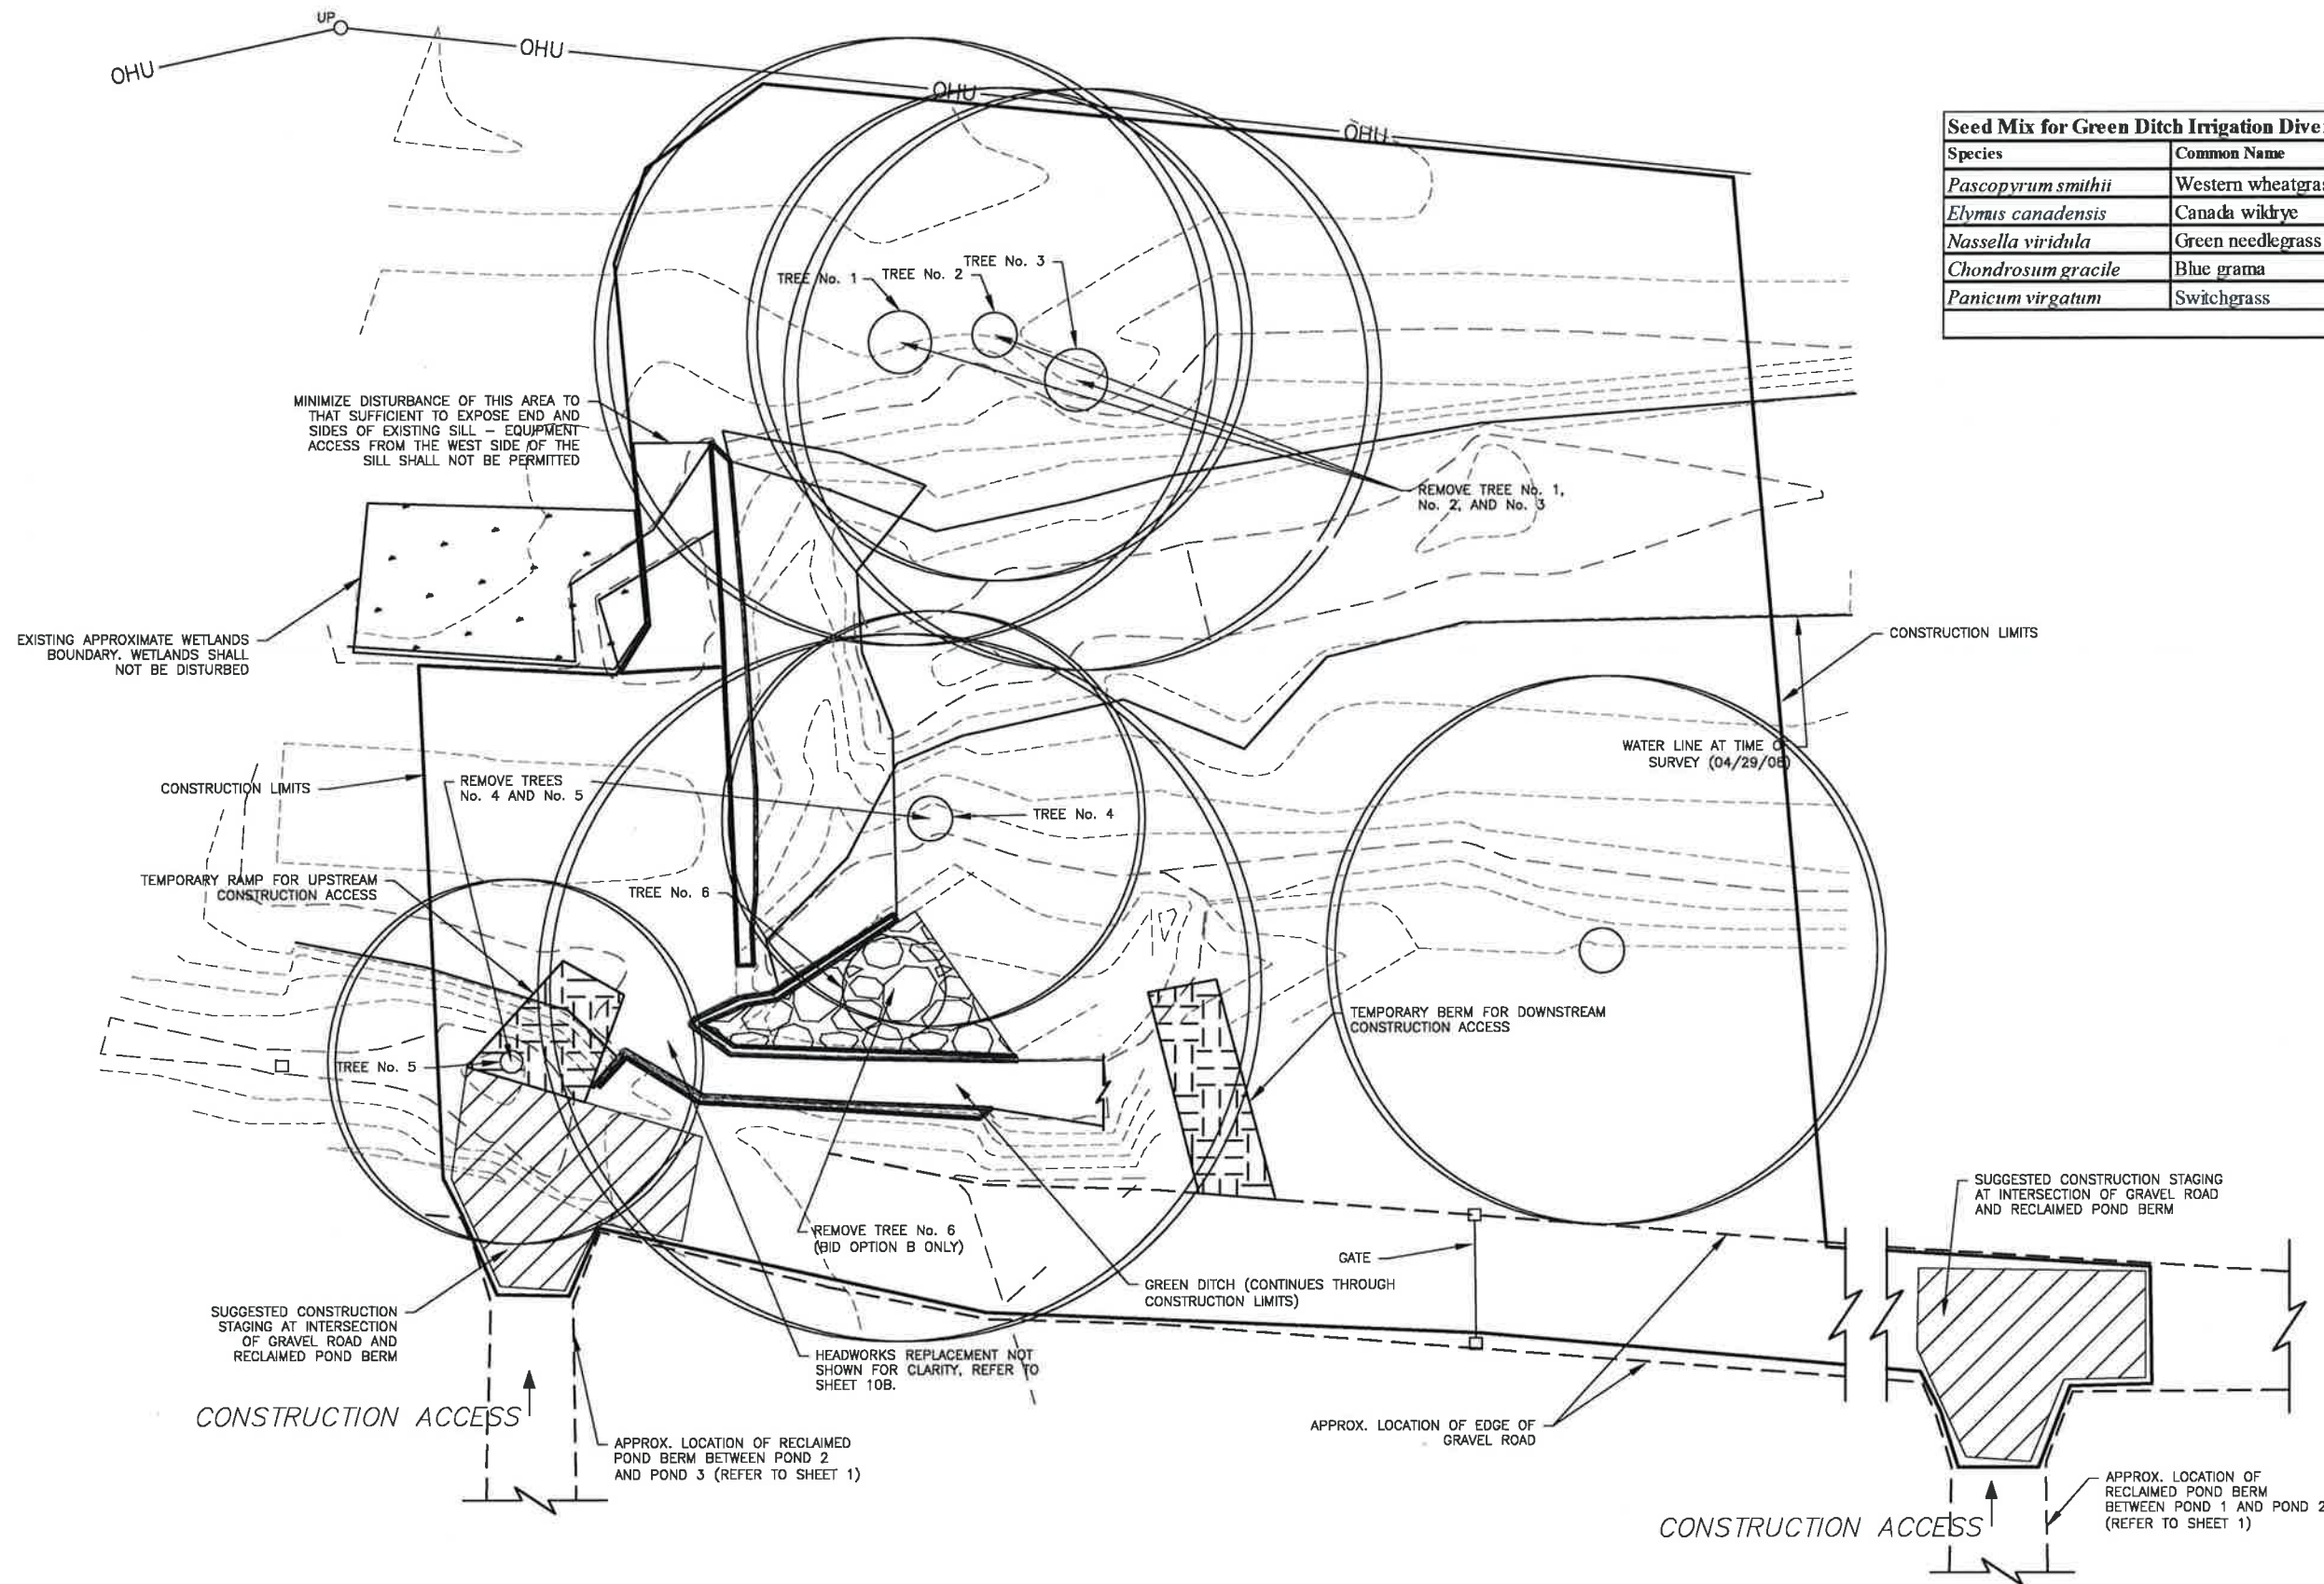 UP
OHU
OHU
OHU
OHU
Seed Mix for Green Ditch Irrigation
Species Common Name
Pascopyrum smithii Western
Elymus canadensis Canada wildrye
Nassella viridula Green needlegrass
Chondrosum gracile Blue grama
Panicum virgatum Switchgrass
TREE No. 1
TREE No. 2
TREE No. 3
MINIMIZE DISTURBANCE OF THIS AREA TO
THAT SUFFICIENT TO EXPOSE END AND
SIDES OF EXISTING SILL – EQUIPMENT
ACCESS FROM THE WEST SIDE OF THE
SILL SHALL NOT BE PERMITTED
REMOVE TREE No. 1,
No. 2, AND No. 3
EXISTING APPROXIMATE WETLANDS
BOUNDARY. WETLANDS SHALL
NOT BE DISTURBED
CONSTRUCTION LIMITS
WATER LINE AT TIME OF
SURVEY (04/29/08)
CONSTRUCTION LIMITS
REMOVE TREES
No. 4 AND No. 5
TREE No. 4
TEMPORARY RAMP FOR UPSTREAM
CONSTRUCTION ACCESS
TREE No. 6
TEMPORARY BERM FOR DOWNSTREAM
CONSTRUCTION ACCESS
TREE No. 5
SUGGESTED CONSTRUCTION STAGING
AT INTERSECTION OF GRAVEL ROAD
AND RECLAIMED POND BERM
REMOVE TREE No. 6
(BID OPTION B ONLY)
GATE
GREEN DITCH (CONTINUES THROUGH
CONSTRUCTION LIMITS)
SUGGESTED CONSTRUCTION
STAGING AT INTERSECTION
OF GRAVEL ROAD AND
RECLAIMED POND BERM
HEADWORKS REPLACEMENT NOT
SHOWN FOR CLARITY, REFER TO
SHEET 10B.
CONSTRUCTION ACCESS
APPROX. LOCATION OF EDGE OF
GRAVEL ROAD
APPROX. LOCATION OF RECLAIMED
POND BERM BETWEEN POND 2
AND POND 3 (REFER TO SHEET 1)
APPROX. LOCATION OF
RECLAIMED POND BERM
BETWEEN POND 1 AND POND 2
(REFER TO SHEET 1)
CONSTRUCTION ACCESS